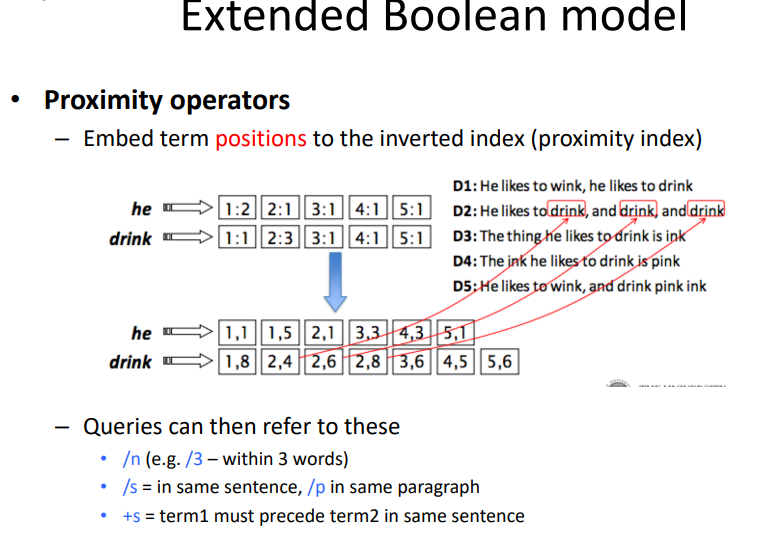 Extended Boolean model
• Proximity operators
– Embed term positions to the inverted index (proximity index)
he 1:2 2:1 3:1 4:1 5:1
drink 1:1 2:3 3:1 4:1 5:1
D1: He likes to wink, he likes to drink
D2: He likes to drink, and drink, and drink
D3: The thing he likes to drink is ink
D4: The ink he likes to drink is pink
D5: He likes to wink, and drink pink ink
he 1,1 1,5 2,1 3,3 4,3 5,1
drink 1,8 2,4 2,6 2,8 3,6 4,5 5,6
– Queries can then refer to these
• /n (e.g. /3 – within 3 words)
• /s = in same sentence, /p in same paragraph
• +s = term1 must precede term2 in same sentence